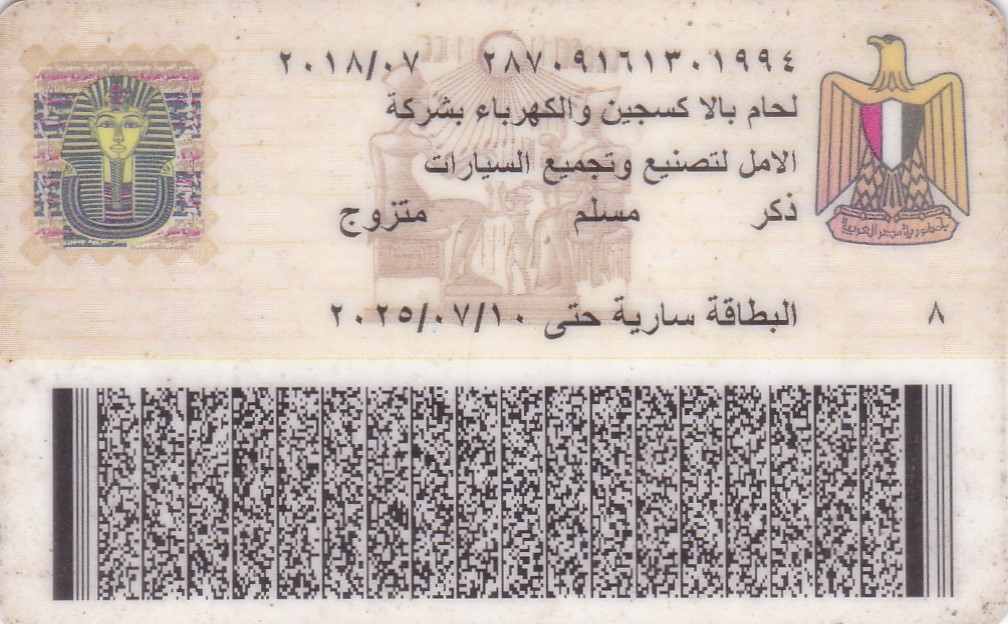 ٢٨٧٠٩١٦١٣٠١٩٩٤ ٢٠١٨/٠٧
لحام بالا كسجين والكهرباء بشركة
الامل لتصنيع وتجميع السيارات
ذكر مسلم متزوج
البطاقة سارية حتى ٢٠٢٥/٠٧/١٠
٨
جمهورية مصر العربية